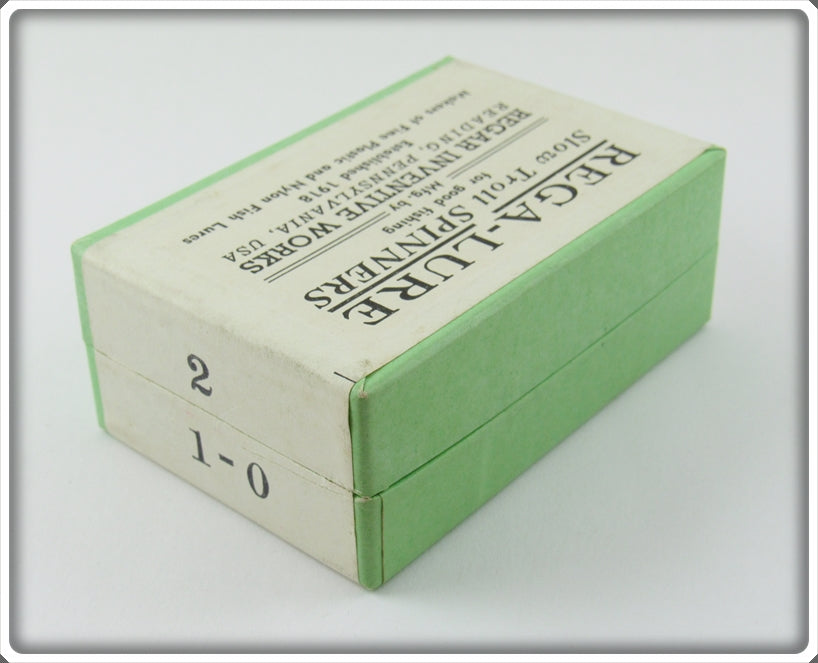 REGA-LURE
Slow Troll SPINNERS
for good fishing
Mfg. by
REGAR INVENTIVE WORKS
READING, PENNSYLVANIA, USA
Established 1918
Makers of Fine Plastic and Nylon Fish Lures
2
1-0